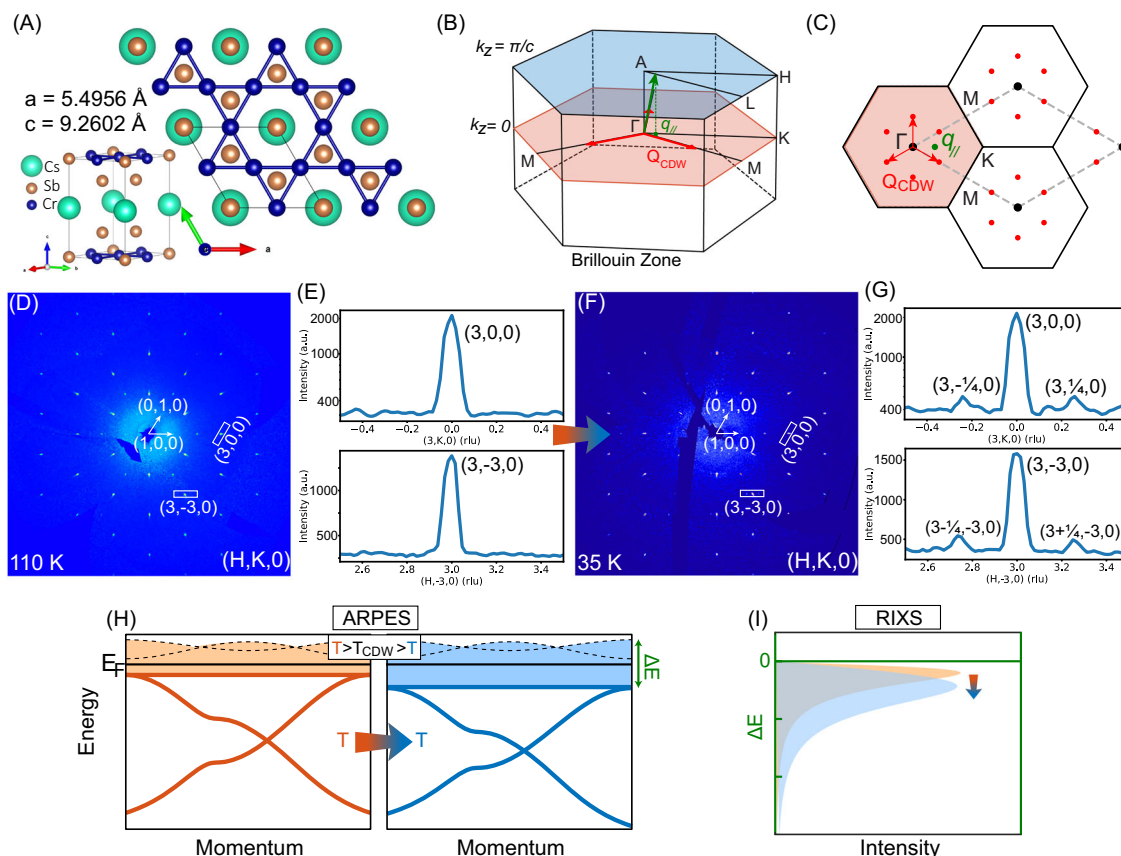 (A)
a = 5.4956 Å
c = 9.2602 Å
Cs
Sb
Cr
a
(B)
k_z = π/c
k_z = 0
A
H
L
Γ
q_//
K
M
M
Q_CDW
Brillouin Zone
(C)
M
Γ
q_//
K
Q_CDW
M
(D)
(0,1,0)
(1,0,0)
(3,0,0)
(3,-3,0)
110 K
(H,K,0)
(E)
Intensity (a.u.)
2000
1000
400
(3,0,0)
−0.4 −0.2 0.0 0.2 0.4
(3,K,0) (rlu)
Intensity (a.u.)
1250
750
250
(3,-3,0)
2.6 2.8 3.0 3.2 3.4
(H,-3,0) (rlu)
(F)
(0,1,0)
(1,0,0)
(3,0,0)
(3,-3,0)
35 K
(H,K,0)
(G)
Intensity (a.u.)
2000
1000
400
(3,0,0)
(3,-¼,0)
(3,¼,0)
−0.4 −0.2 0.0 0.2 0.4
(3,K,0) (rlu)
Intensity (a.u.)
1500
1000
500
(3,-3,0)
(3-¼,-3,0)
(3+¼,-3,0)
2.6 2.8 3.0 3.2 3.4
(H,-3,0) (rlu)
(H)
ARPES
T>T_CDW>T
E_F
ΔE
Energy
T
T
Momentum
Momentum
(I)
RIXS
0
ΔE
Intensity